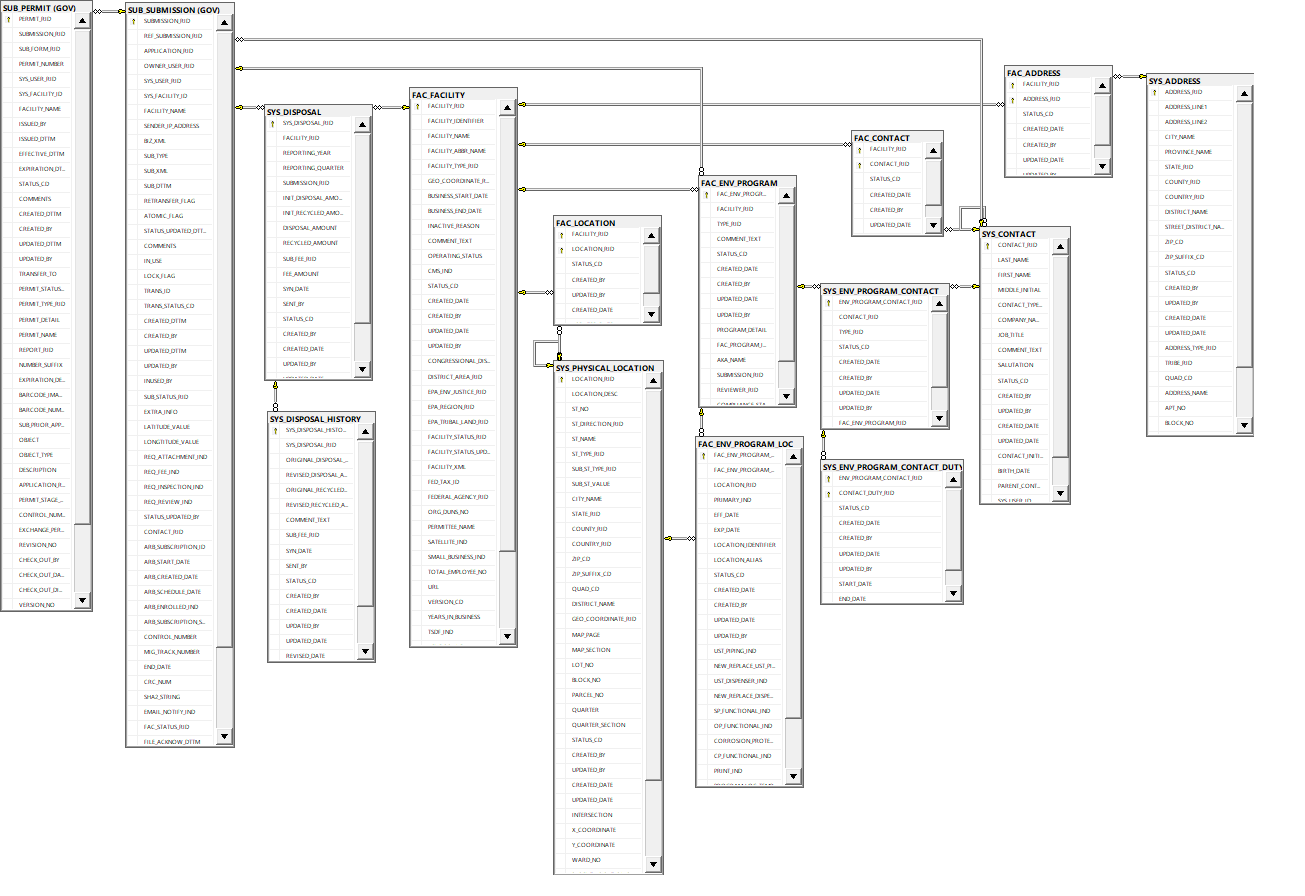 SUB_PERMIT (GOV)
PERMIT_RID
SUBMISSION_RID
SUB_FORM_RID
PERMIT_NUMBER
SYS_USER_RID
SYS_FACILITY_ID
FACILITY_NAME
ISSUED_BY
ISSUED_DTTM
EFFECTIVE_DTTM
EXPIRATION_DT...
STATUS_CD
COMMENTS
CREATED_DTTM
CREATED_BY
UPDATED_DTTM
UPDATED_BY
TRANSFER_TO
PERMIT_STATUS...
PERMIT_TYPE_RID
PERMIT_DETAIL
PERMIT_NAME
REPORT_RID
NUMBER_SUFFIX
EXPIRATION_DE...
BARCODE_IMA...
BARCODE_NUM...
SUB_PRIOR_APP...
OBJECT
OBJECT_TYPE
DESCRIPTION
APPLICATION_R...
PERMIT_STAGE_...
CONTROL_NUM...
EXCHANGE_PER...
REVISION_NO
CHECK_OUT_BY
CHECK_OUT_DA...
CHECK_OUT_DI...
VERSION_NO
SUB_SUBMISSION (GOV)
SUBMISSION_RID
REF_SUBMISSION_RID
APPLICATION_RID
OWNER_USER_RID
SYS_USER_RID
SYS_FACILITY_ID
FACILITY_NAME
SENDER_IP_ADDRESS
BIZ_XML
SUB_TYPE
SUB_XML
SUB_DTTM
RETRANSFER_FLAG
ATOMIC_FLAG
STATUS_UPDATED_DTT...
COMMENTS
IN_USE
LOCK_FLAG
TRANS_ID
TRANS_STATUS_CD
CREATED_DTTM
CREATED_BY
UPDATED_DTTM
UPDATED_BY
INUSED_BY
SUB_STATUS_RID
EXTRA_INFO
LATITUDE_VALUE
LONGTITUDE_VALUE
REQ_ATTACHMENT_IND
REQ_FEE_IND
REQ_INSPECTION_IND
REQ_REVIEW_IND
STATUS_UPDATED_BY
CONTACT_RID
ARB_SUBSCRIPTION_ID
ARB_START_DATE
ARB_CREATED_DATE
ARB_SCHEDULE_DATE
ARB_ENROLLED_IND
ARB_SUBSCRIPTION_S...
CONTROL_NUMBER
MIG_TRACK_NUMBER
END_DATE
CRC_NUM
SHA2_STRING
EMAIL_NOTIFY_IND
FAC_STATUS_RID
FILE_ACKNOW_DTTM
SYS_DISPOSAL
SYS_DISPOSAL_RID
FACILITY_RID
REPORTING_YEAR
REPORTING_QUARTER
SUBMISSION_RID
INIT_DISPOSAL_AMO...
INIT_RECYCLED_AMO...
DISPOSAL_AMOUNT
RECYCLED_AMOUNT
SUB_FEE_RID
FEE_AMOUNT
SYN_DATE
SENT_BY
STATUS_CD
CREATED_BY
CREATED_DATE
UPDATED_BY
SYS_DISPOSAL_HISTORY
SYS_DISPOSAL_HISTO...
SYS_DISPOSAL_RID
ORIGINAL_DISPOSAL_...
REVISED_DISPOSAL_A...
ORIGINAL_RECYCLED...
REVISED_RECYCLED_A...
COMMENT_TEXT
SUB_FEE_RID
SYN_DATE
SENT_BY
STATUS_CD
CREATED_BY
CREATED_DATE
UPDATED_BY
UPDATED_DATE
REVISED_DATE
FAC_FACILITY
FACILITY_RID
FACILITY_IDENTIFIER
FACILITY_NAME
FACILITY_ABBR_NAME
FACILITY_TYPE_RID
GEO_COORDINATE_R...
BUSINESS_START_DATE
BUSINESS_END_DATE
INACTIVE_REASON
COMMENT_TEXT
OPERATING_STATUS
CMS_IND
STATUS_CD
CREATED_DATE
CREATED_BY
UPDATED_DATE
UPDATED_BY
CONGRESSIONAL_DIS...
DISTRICT_AREA_RID
EPA_ENV_JUSTICE_RID
EPA_REGION_RID
EPA_TRIBAL_LAND_RID
FACILITY_STATUS_RID
FACILITY_STATUS_UPD...
FACILITY_XML
FED_TAX_ID
FEDERAL_AGENCY_RID
ORG_DUNS_NO
PERMITTEE_NAME
SATELLITE_IND
SMALL_BUSINESS_IND
TOTAL_EMPLOYEE_NO
URL
VERSION_CD
YEARS_IN_BUSINESS
TSDF_IND
FAC_LOCATION
FACILITY_RID
LOCATION_RID
STATUS_CD
CREATED_BY
UPDATED_BY
CREATED_DATE
SYS_PHYSICAL_LOCATION
LOCATION_RID
LOCATION_DESC
ST_NO
ST_DIRECTION_RID
ST_NAME
ST_TYPE_RID
SUB_ST_TYPE_RID
SUB_ST_VALUE
CITY_NAME
STATE_RID
COUNTY_RID
COUNTRY_RID
ZIP_CD
ZIP_SUFFIX_CD
QUAD_CD
DISTRICT_NAME
GEO_COORDINATE_RID
MAP_PAGE
MAP_SECTION
LOT_NO
BLOCK_NO
PARCEL_NO
QUARTER
QUARTER_SECTION
STATUS_CD
CREATED_BY
UPDATED_BY
CREATED_DATE
UPDATED_DATE
INTERSECTION
X_COORDINATE
Y_COORDINATE
WARD_NO
FAC_ENV_PROGRAM
FAC_ENV_PROGR...
FACILITY_RID
TYPE_RID
COMMENT_TEXT
STATUS_CD
CREATED_DATE
CREATED_BY
UPDATED_DATE
UPDATED_BY
PROGRAM_DETAIL
FAC_PROGRAM_I...
AKA_NAME
SUBMISSION_RID
REVIEWER_RID
FAC_ENV_PROGRAM_LOC
FAC_ENV_PROGRAM_...
FAC_ENV_PROGRAM_...
LOCATION_RID
PRIMARY_IND
EFF_DATE
EXP_DATE
LOCATION_IDENTIFIER
LOCATION_ALIAS
STATUS_CD
CREATED_DATE
CREATED_BY
UPDATED_DATE
UPDATED_BY
UST_PIPING_IND
NEW_REPLACE_UST_PI...
UST_DISPENSER_IND
NEW_REPLACE_DISPE...
SP_FUNCTIONAL_IND
OP_FUNCTIONAL_IND
CORROSION_PROTE...
CP_FUNCTIONAL_IND
PRINT_IND
FAC_CONTACT
FACILITY_RID
CONTACT_RID
STATUS_CD
CREATED_DATE
CREATED_BY
UPDATED_DATE
SYS_ENV_PROGRAM_CONTACT
ENV_PROGRAM_CONTACT_RID
CONTACT_RID
TYPE_RID
STATUS_CD
CREATED_DATE
CREATED_BY
UPDATED_DATE
UPDATED_BY
FAC_ENV_PROGRAM_RID
SYS_ENV_PROGRAM_CONTACT_DUTY
ENV_PROGRAM_CONTACT_RID
CONTACT_DUTY_RID
STATUS_CD
CREATED_DATE
CREATED_BY
UPDATED_DATE
UPDATED_BY
START_DATE
END_DATE
FAC_ADDRESS
FACILITY_RID
ADDRESS_RID
STATUS_CD
CREATED_DATE
CREATED_BY
UPDATED_DATE
SYS_CONTACT
CONTACT_RID
LAST_NAME
FIRST_NAME
MIDDLE_INITIAL
CONTACT_TYPE...
COMPANY_NA...
JOB_TITLE
COMMENT_TEXT
SALUTATION
STATUS_CD
CREATED_BY
UPDATED_BY
CREATED_DATE
UPDATED_DATE
CONTACT_INITI...
BIRTH_DATE
PARENT_CONT...
SYS_ADDRESS
ADDRESS_RID
ADDRESS_LINE1
ADDRESS_LINE2
CITY_NAME
PROVINCE_NAME
STATE_RID
COUNTY_RID
COUNTRY_RID
DISTRICT_NAME
STREET_DISTRICT_NA...
ZIP_CD
ZIP_SUFFIX_CD
STATUS_CD
CREATED_BY
UPDATED_BY
CREATED_DATE
UPDATED_DATE
ADDRESS_TYPE_RID
TRIBE_RID
QUAD_CD
ADDRESS_NAME
APT_NO
BLOCK_NO